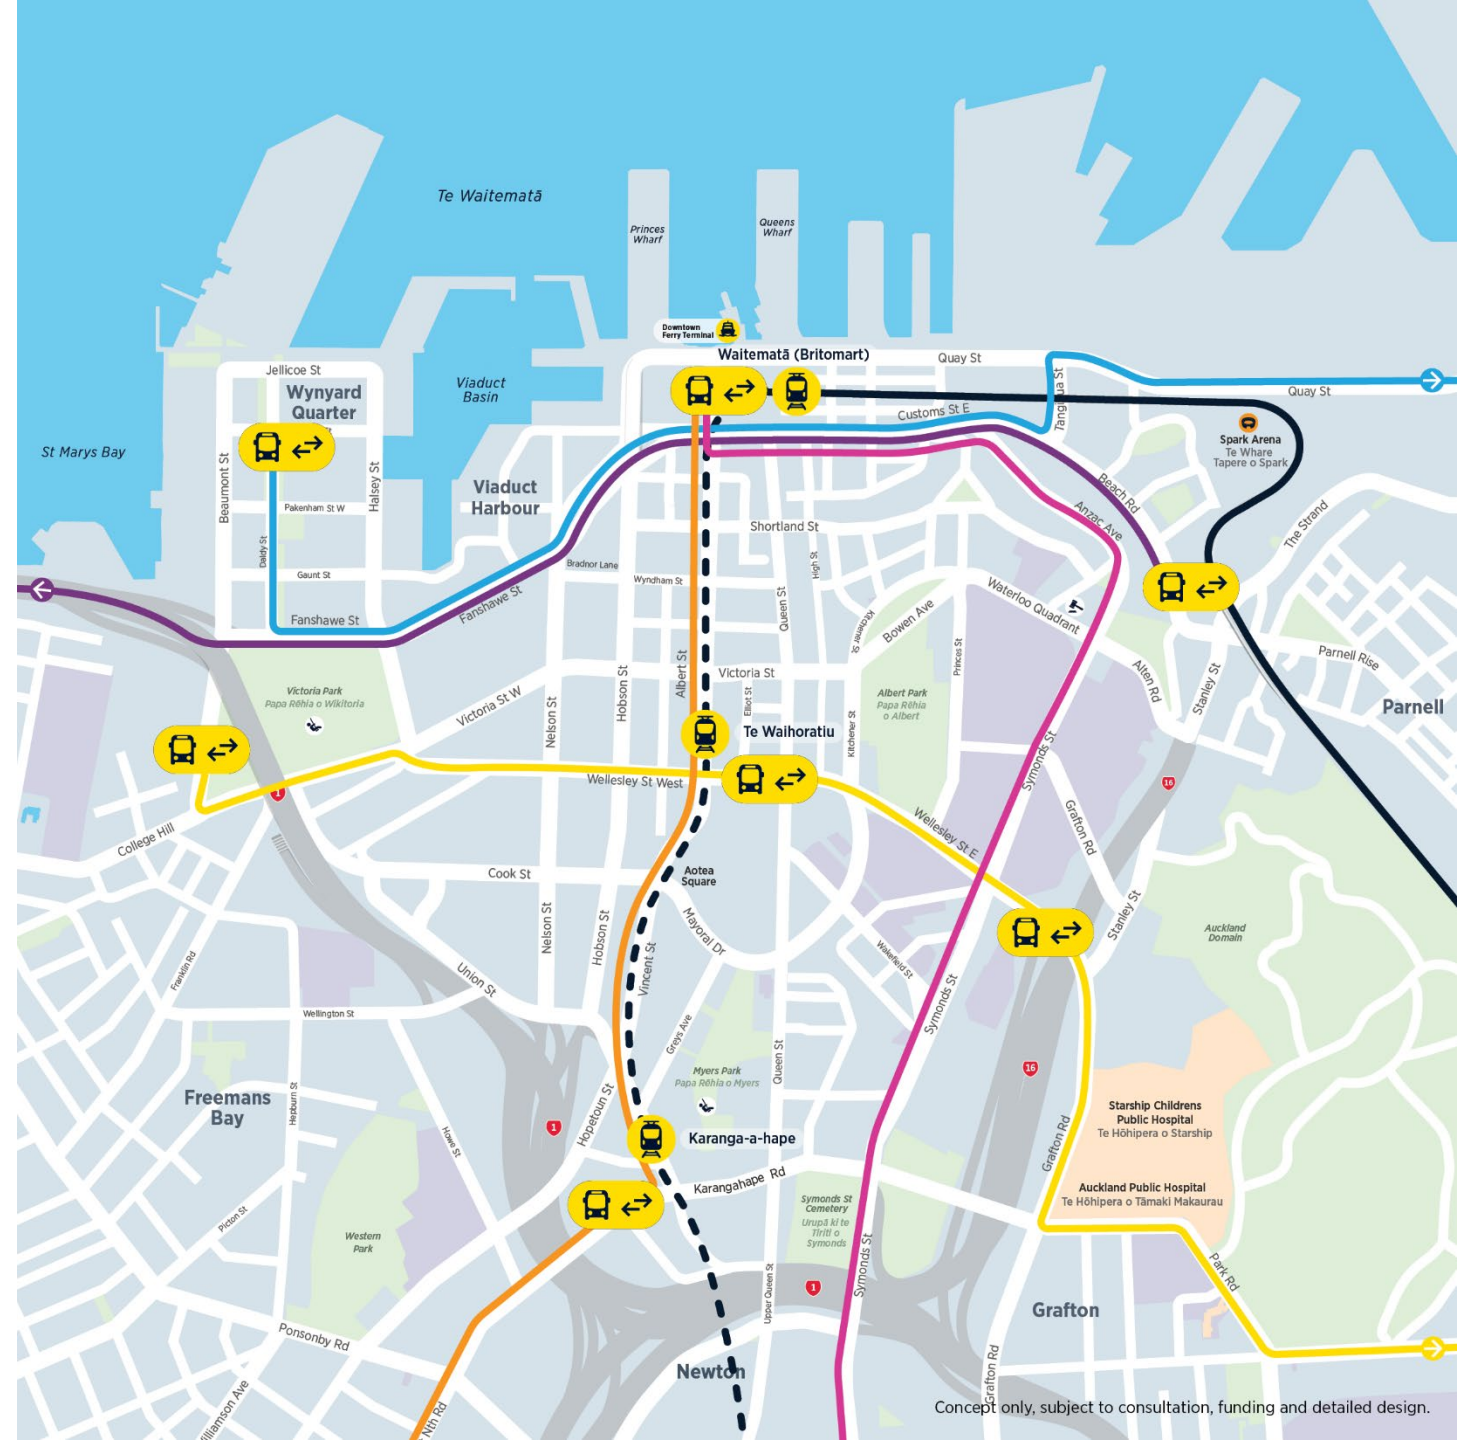 Te Waitematā
Princes
Wharf
Queens
Wharf
Downtown
Ferry Terminal
Waitematā (Britomart)
Quay St
Quay St
Jellicoe St
Wynyard
Quarter
Viaduct
Basin
St Marys Bay
Beaumont St
Halsey St
Pakenham St W
Daldy St
Gaunt St
Fanshawe St
Fanshawe St
Viaduct
Harbour
Customs St E
Tangihua St
Spark Arena
Te Whare
Tapere o Spark
Beach Rd
Anzac Ave
The Strand
Shortland St
Bradnor Lane
Wyndham St
High St
Queen St
Kitchener St
Bowen Ave
Waterloo Quadrant
Princes St
Alten Rd
Stanley St
Parnell Rise
Parnell
Victoria Park
Papa Rēhia o Wikitoria
Victoria St W
Nelson St
Hobson St
Albert St
Victoria St
Elliot St
Albert Park
Papa Rēhia
o Albert
Kitchener St
Te Waihoratiu
Wellesley St West
Wellesley St E
Symonds St
Grafton Rd
16
1
College Hill
Cook St
Aotea
Square
Mayoral Dr
Nelson St
Hobson St
Vincent St
Wakefield St
Stanley St
Auckland
Domain
Franklin Rd
Union St
Wellington St
Greys Ave
Symonds St
Queen St
Myers Park
Papa Rēhia o Myers
16
Freemans
Bay
Hepburn St
Howe St
1
Hopetoun St
Karanga-a-hape
Karangahape Rd
Grafton Rd
Starship Childrens
Public Hospital
Te Hōhipera o Starship
Auckland Public Hospital
Te Hōhipera o Tāmaki Makaurau
Symonds St
Cemetery
Urupā ki te
Tiriti o
Symonds
Picton St
Western
Park
Symonds St
Upper Queen St
1
Park Rd
Grafton
Ponsonby Rd
Newton
Grafton Rd
Nth Rd
illiamson Ave
Concept only, subject to consultation, funding and detailed design.